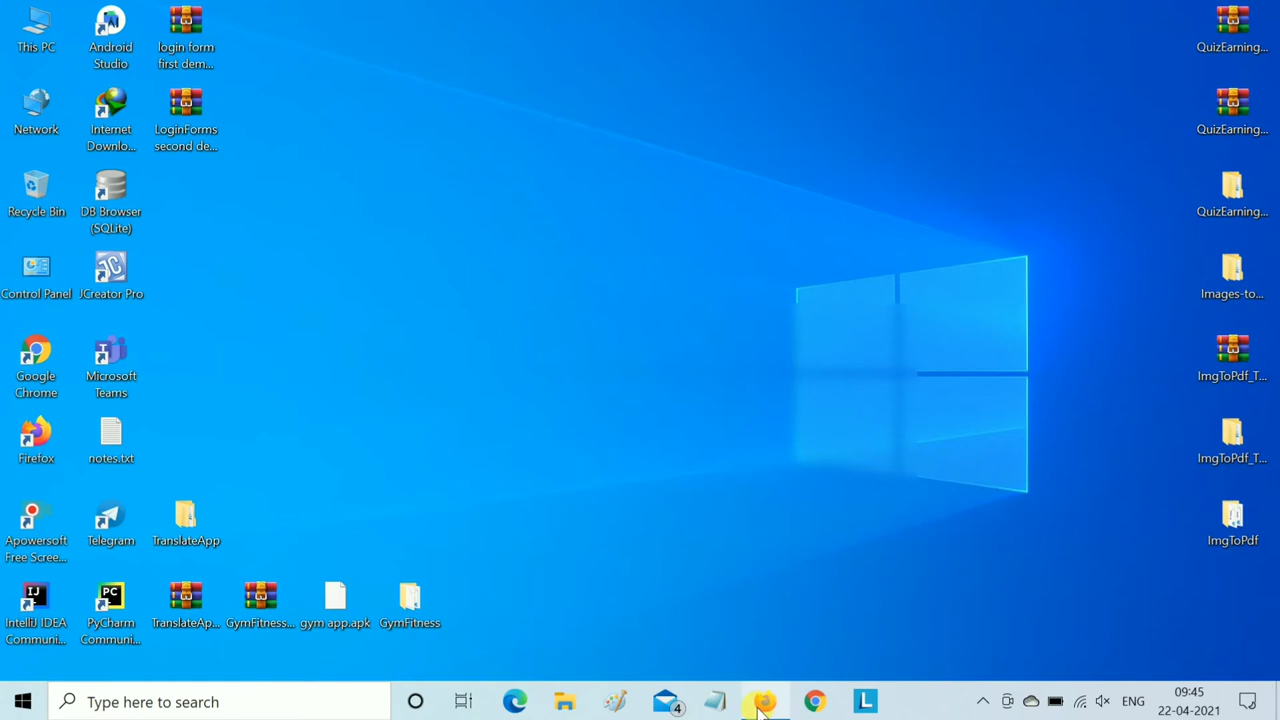 This PC
Android
Studio
login form
first dem...
Network
Internet
Downlo...
LoginForms
second de...
Recycle Bin
DB Browser
(SQLite)
Control Panel
JCreator Pro
Google
Chrome
Microsoft
Teams
Firefox
notes.txt
Apowersoft
Free Scree...
Telegram
TranslateApp
IntelliJ IDEA
Communi...
PyCharm
Communi...
TranslateAp...
GymFitness...
gym app.apk
GymFitness
QuizEarning...
QuizEarning...
QuizEarning...
Images-to...
ImgToPdf_T...
ImgToPdf_T...
ImgToPdf
Type here to search
4
L
ENG
09:45
22-04-2021